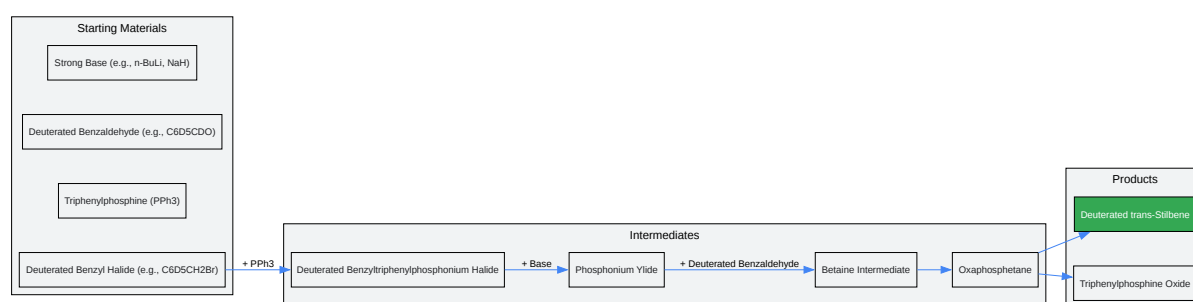 Starting Materials
Strong Base (e.g., n-BuLi, NaH)
Deuterated Benzaldehyde (e.g., C6D5CDO)
Triphenylphosphine (PPh3)
Deuterated Benzyl Halide (e.g., C6D5CH2Br)
+ PPh3
Intermediates
Deuterated Benzyltriphenylphosphonium Halide
+ Base
Phosphonium Ylide
+ Deuterated Benzaldehyde
Betaine Intermediate
Oxaphosphetane
Products
Deuterated trans-Stilbene
Triphenylphosphine Oxide